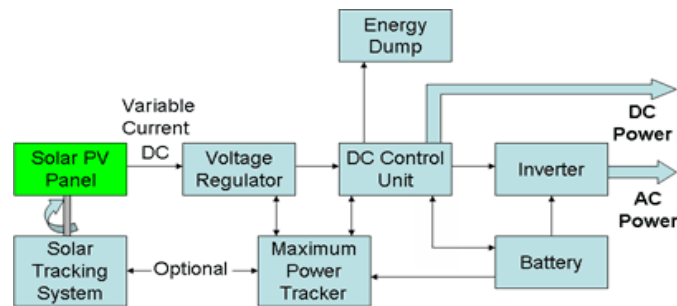 Energy
Dump
Variable
Current
DC
DC
Power
Solar PV
Panel
Voltage
Regulator
DC Control
Unit
Inverter
AC
Power
Solar
Tracking
System
Optional
Maximum
Power
Tracker
Battery